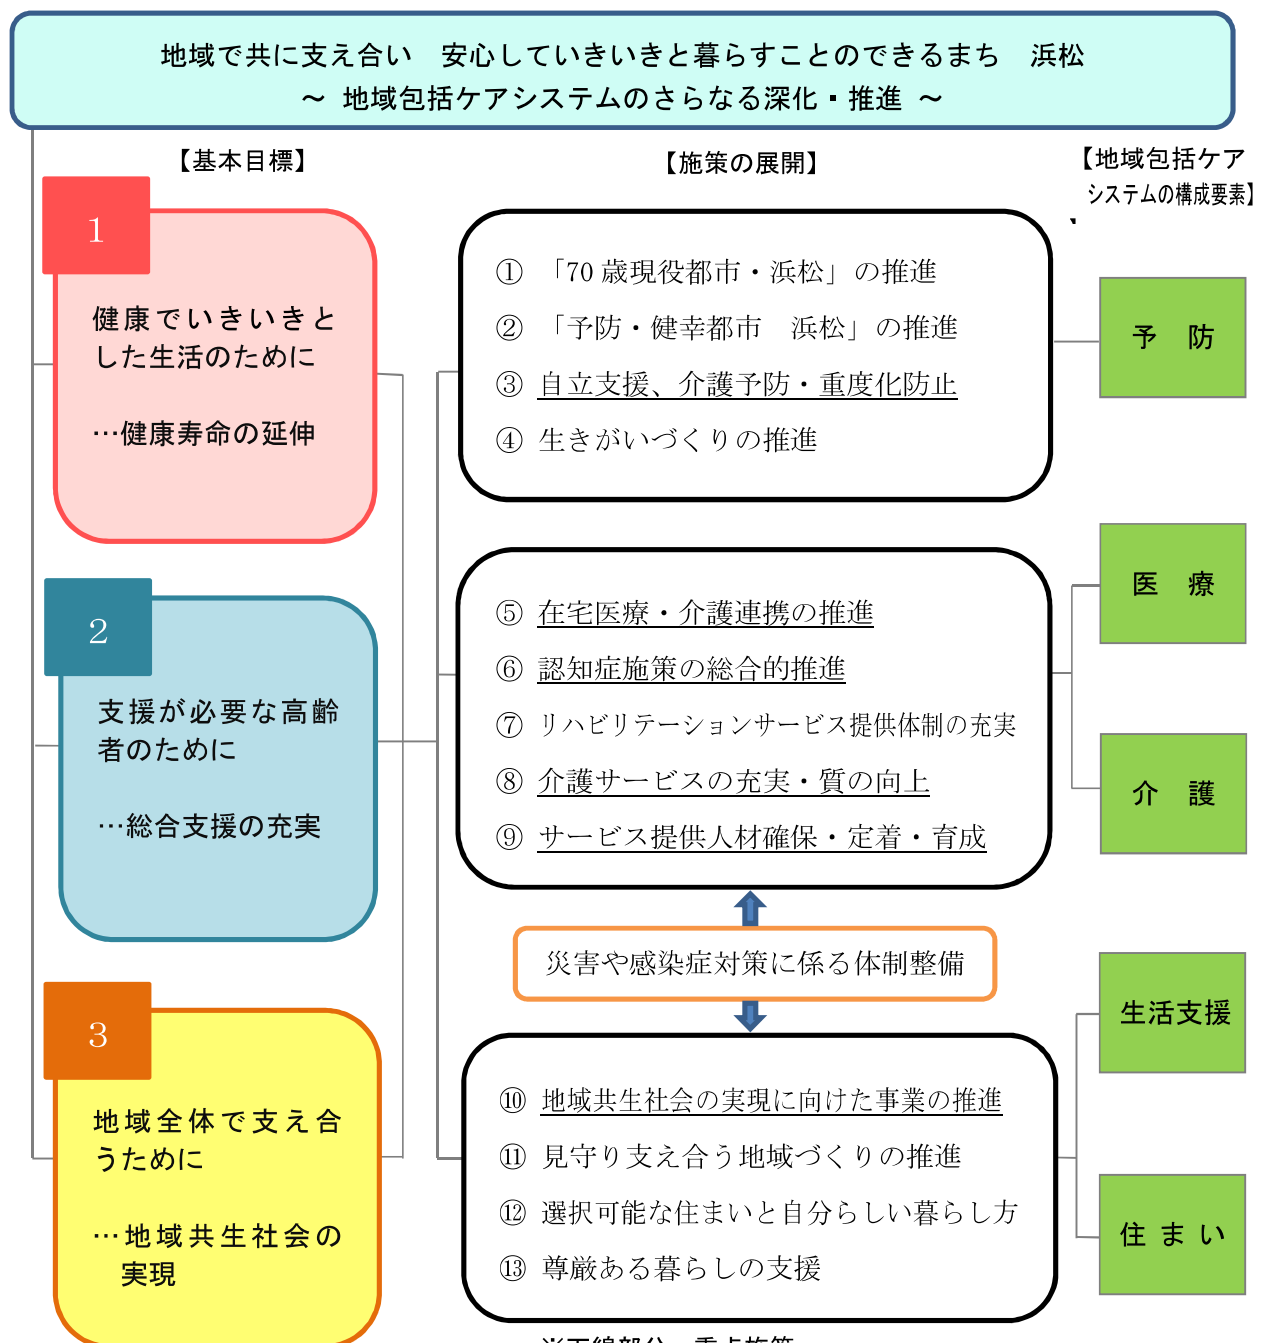 地域で共に支え合い　安心していきいきと暮らすことのできるまち　浜松
～ 地域包括ケアシステムのさらなる深化・推進 ～
【基本目標】
【施策の展開】
【地域包括ケア
システムの構成要素】
1
健康でいきいきと
した生活のために
…健康寿命の延伸
① 「70 歳現役都市・浜松」の推進
② 「予防・健幸都市　浜松」の推進
③ 自立支援、介護予防・重度化防止
④ 生きがいづくりの推進
予　防
2
支援が必要な高齢
者のために
…総合支援の充実
⑤ 在宅医療・介護連携の推進
⑥ 認知症施策の総合的推進
⑦ リハビリテーションサービス提供体制の充実
⑧ 介護サービスの充実・質の向上
⑨ サービス提供人材確保・定着・育成
医　療
介　護
災害や感染症対策に係る体制整備
3
地域全体で支え合
うために
…地域共生社会の
実現
⑩ 地域共生社会の実現に向けた事業の推進
⑪ 見守り支え合う地域づくりの推進
⑫ 選択可能な住まいと自分らしい暮らし方
⑬ 尊厳ある暮らしの支援
生活支援
住 ま い